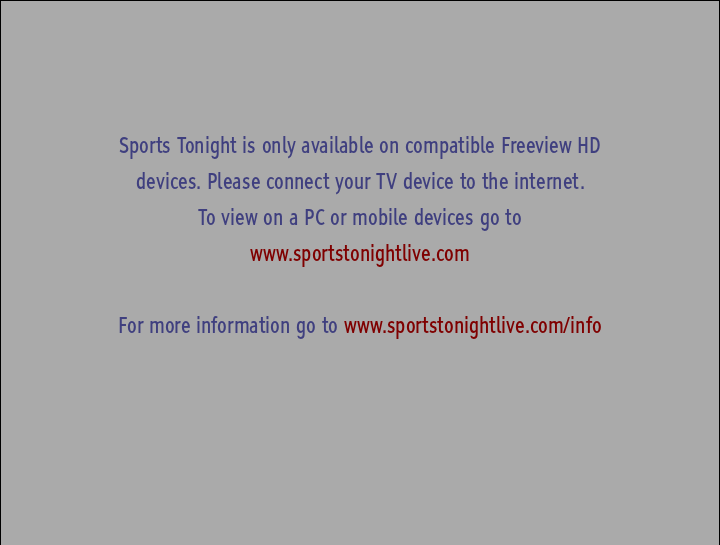 Sports Tonight is only available on compatible Freeview HD
devices. Please connect your TV device to the internet.
To view on a PC or mobile devices go to
www.sportstonightlive.com
For more information go to www.sportstonightlive.com/info